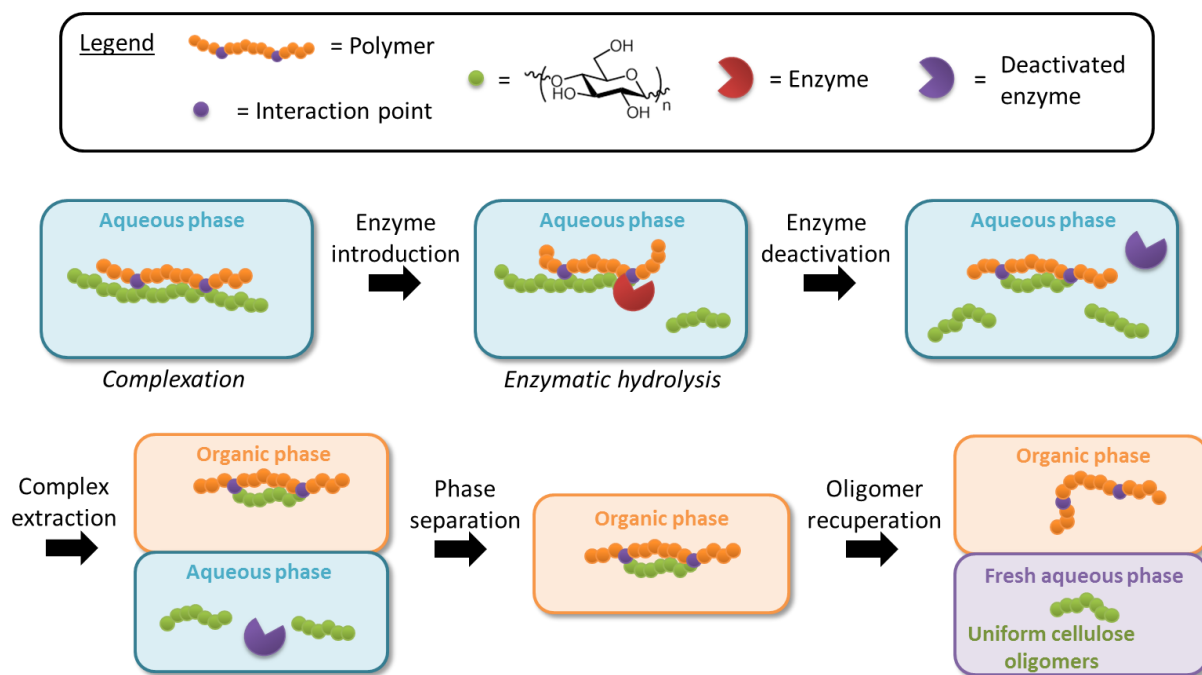 Legend
= Polymer
= Interaction point
=
OH
O
O
HO
OH
n
= Enzyme
= Deactivated
enzyme
Aqueous phase
Complexation
Enzyme
introduction
Aqueous phase
Enzymatic hydrolysis
Enzyme
deactivation
Aqueous phase
Complex
extraction
Organic phase
Aqueous phase
Phase
separation
Organic phase
Oligomer
recuperation
Organic phase
Fresh aqueous phase
Uniform cellulose
oligomers